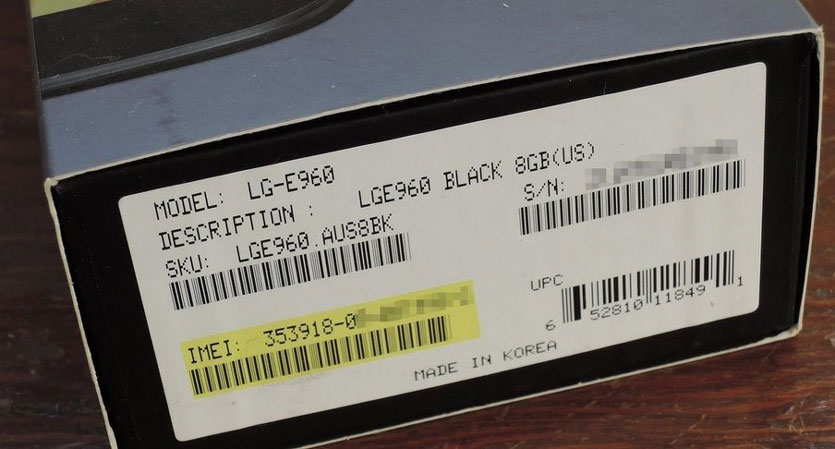 MODEL: LG-E960
DESCRIPTION : LGE960 BLACK 8GB(US)
SKU: LGE960.AUS8BK
S/N:
IMEI: 353918-0
UPC
6 52810 11849 1
MADE IN KOREA